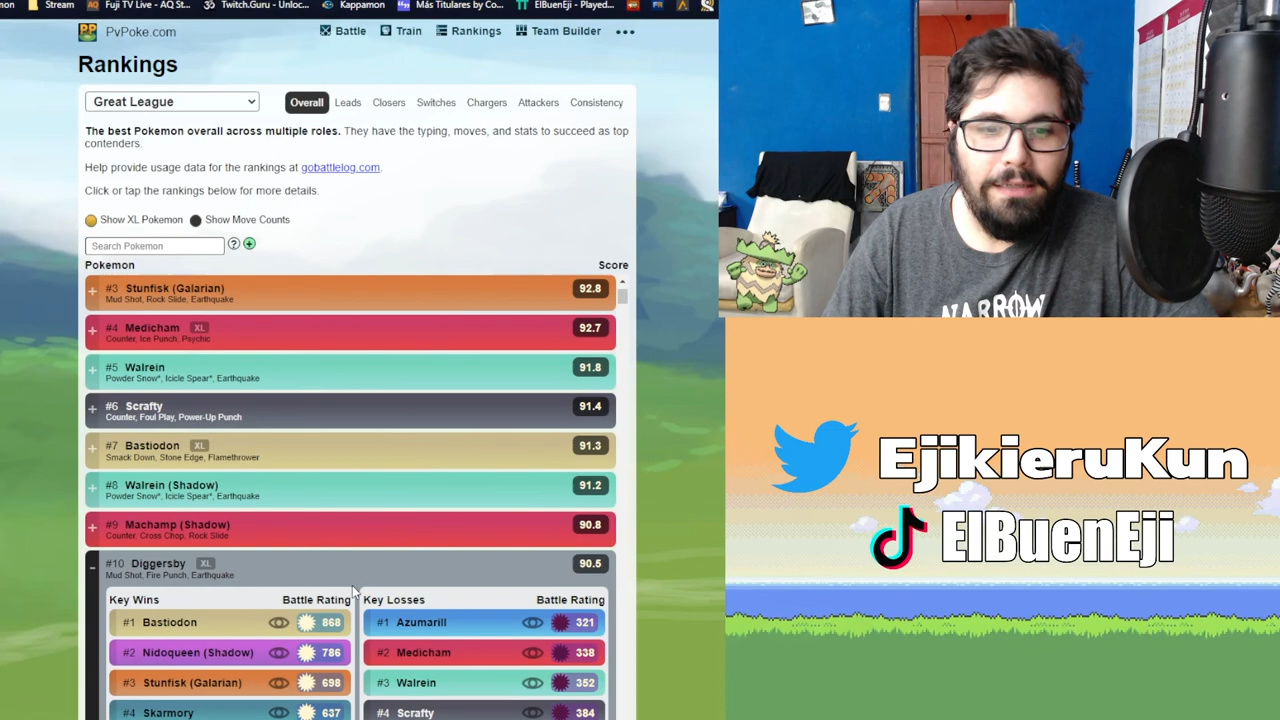 Stream
Fuji TV Live - AQ St...
Twitch.Guru - Unloc...
Kappamon
Más Titulares by Co...
ElBuenEji - Played...
PvPoke.com
Battle
Train
Rankings
Team Builder
Rankings
Great League
Overall
Leads
Closers
Switches
Chargers
Attackers
Consistency
The best Pokemon overall across multiple roles. They have the typing, moves, and stats to succeed as top
contenders.
Help provide usage data for the rankings at gobattlelog.com.
Click or tap the rankings below for more details.
Show XL Pokemon
Show Move Counts
Search Pokemon
?
Pokemon
Score
#3 Stunfisk (Galarian) 92.8
Mud Shot, Rock Slide, Earthquake
#4 Medicham XL 92.7
Counter, Ice Punch, Psychic
#5 Walrein 91.8
Powder Snow*, Icicle Spear*, Earthquake
#6 Scrafty 91.4
Counter, Foul Play, Power-Up Punch
#7 Bastiodon XL 91.3
Smack Down, Stone Edge, Flamethrower
#8 Walrein (Shadow) 91.2
Powder Snow*, Icicle Spear*, Earthquake
#9 Machamp (Shadow) 90.8
Counter, Cross Chop, Rock Slide
#10 Diggersby XL 90.5
Mud Shot, Fire Punch, Earthquake
Key Wins Battle Rating
#1 Bastiodon 868
#2 Nidoqueen (Shadow) 786
#3 Stunfisk (Galarian) 698
#4 Skarmory 637
Key Losses Battle Rating
#1 Azumarill 321
#2 Medicham 338
#3 Walrein 352
#4 Scrafty 384
NARROW
EjikieruKun
ElBuenEji